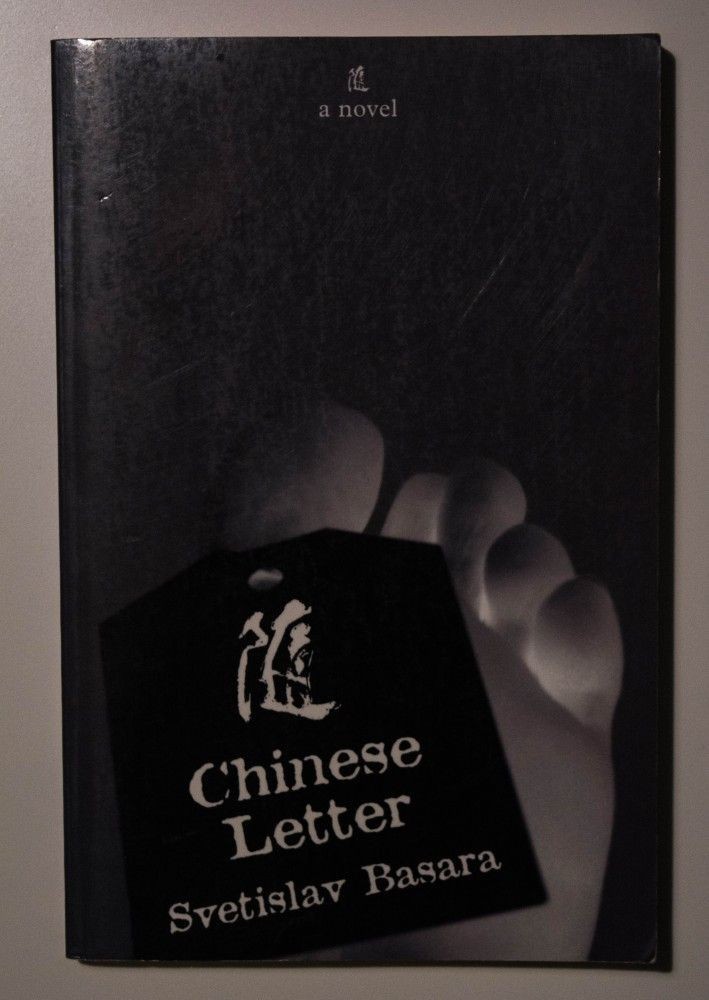 a novel
Chinese
Letter
Svetislav Basara